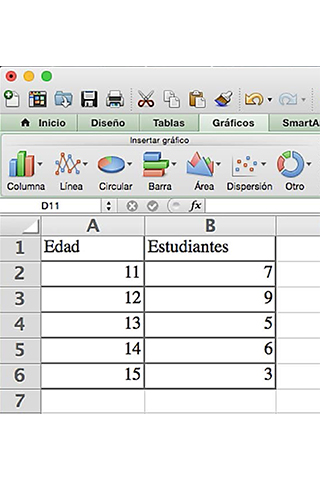 Inicio Diseño Tablas Gráficos SmartA
Insertar gráfico
Columna Línea Circular Barra Área Dispersión Otro
D11 fx
A B
1 Edad Estudiantes
2 11 7
3 12 9
4 13 5
5 14 6
6 15 3
7